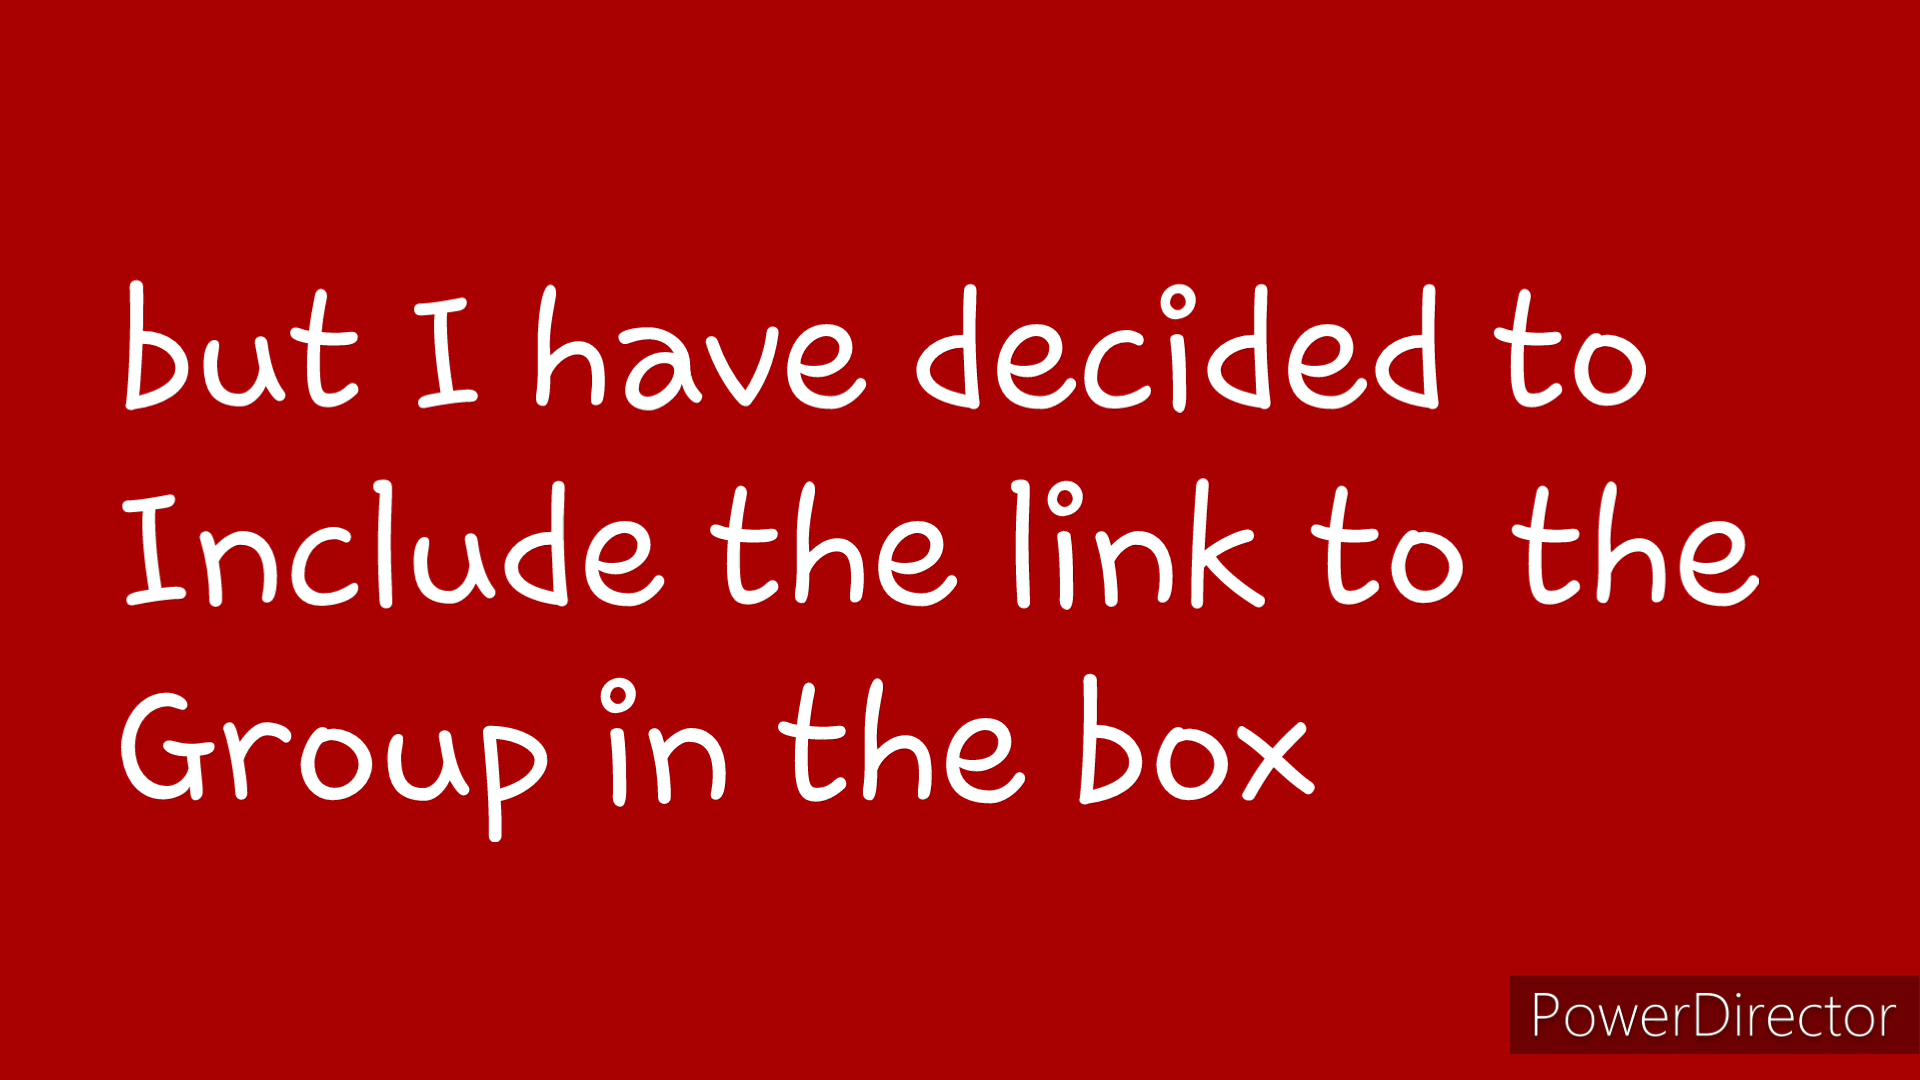 but I have decided to
Include the link to the
Group in the box
PowerDirector